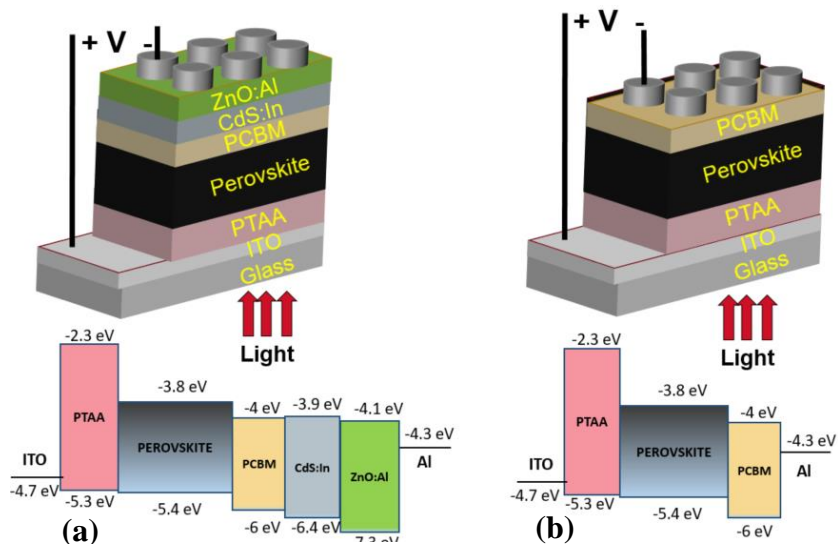 + V -
ZnO:Al
CdS:In
PCBM
Perovskite
PTAA
ITO
Glass
Light
-2.3 eV
-3.8 eV
-4 eV
-3.9 eV
-4.1 eV
-4.3 eV
PTAA
PEROVSKITE
PCBM
CdS:In
ZnO:Al
Al
ITO
-4.7 eV
-5.3 eV
-5.4 eV
-6 eV
-6.4 eV
-7.3 eV
(a)
+ V -
PCBM
Perovskite
PTAA
ITO
Glass
Light
-2.3 eV
-3.8 eV
-4 eV
-4.3 eV
PTAA
PEROVSKITE
PCBM
Al
ITO
-4.7 eV
-5.3 eV
-5.4 eV
-6 eV
(b)